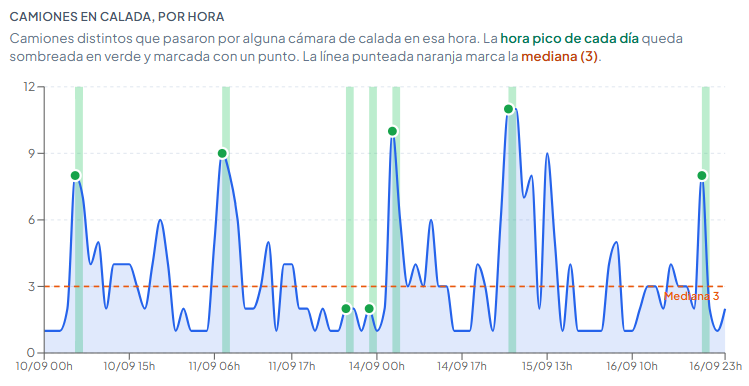 CAMIONES EN CALADA, POR HORA
Camiones distintos que pasaron por alguna cámara de calada en esa hora. La hora pico de cada día queda
sombreada en verde y marcada con un punto. La línea punteada naranja marca la mediana (3).
12
9
6
3
0
Mediana 3
10/09 00h 10/09 15h 11/09 06h 11/09 17h 14/09 00h 14/09 17h 15/09 13h 16/09 10h 16/09 23h